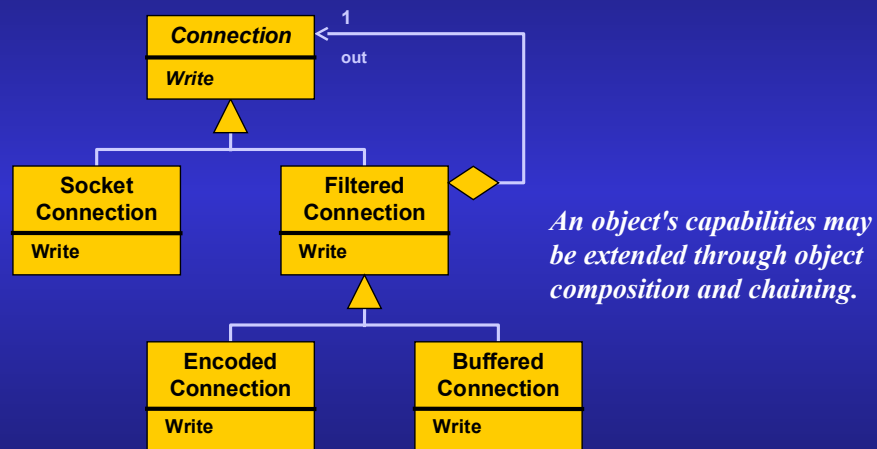 Connection
Write
1
out
Socket
Connection
Write
Filtered
Connection
Write
An object's capabilities may
be extended through object
composition and chaining.
Encoded
Connection
Write
Buffered
Connection
Write